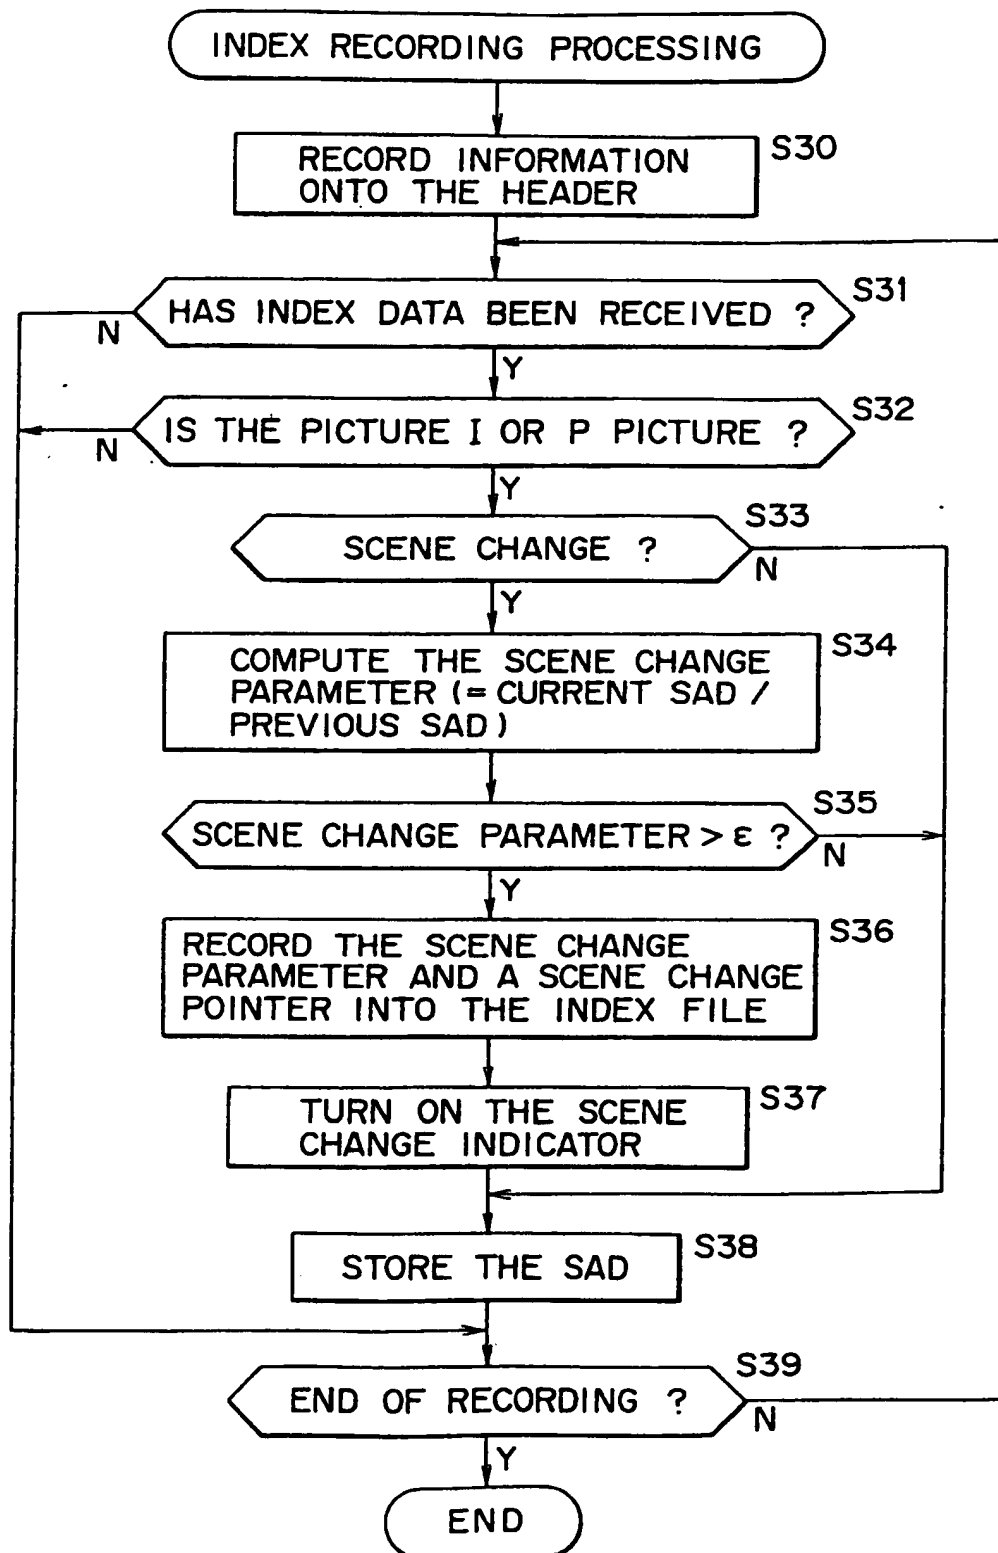 INDEX RECORDING PROCESSING
S30
RECORD INFORMATION
ONTO THE HEADER
S31
HAS INDEX DATA BEEN RECEIVED ?
N
Y
S32
IS THE PICTURE I OR P PICTURE ?
N
Y
S33
SCENE CHANGE ?
N
Y
S34
COMPUTE THE SCENE CHANGE
PARAMETER (= CURRENT SAD /
PREVIOUS SAD)
S35
SCENE CHANGE PARAMETER > ε ?
N
Y
S36
RECORD THE SCENE CHANGE
PARAMETER AND A SCENE CHANGE
POINTER INTO THE INDEX FILE
S37
TURN ON THE SCENE
CHANGE INDICATOR
S38
STORE THE SAD
S39
END OF RECORDING ?
N
Y
END